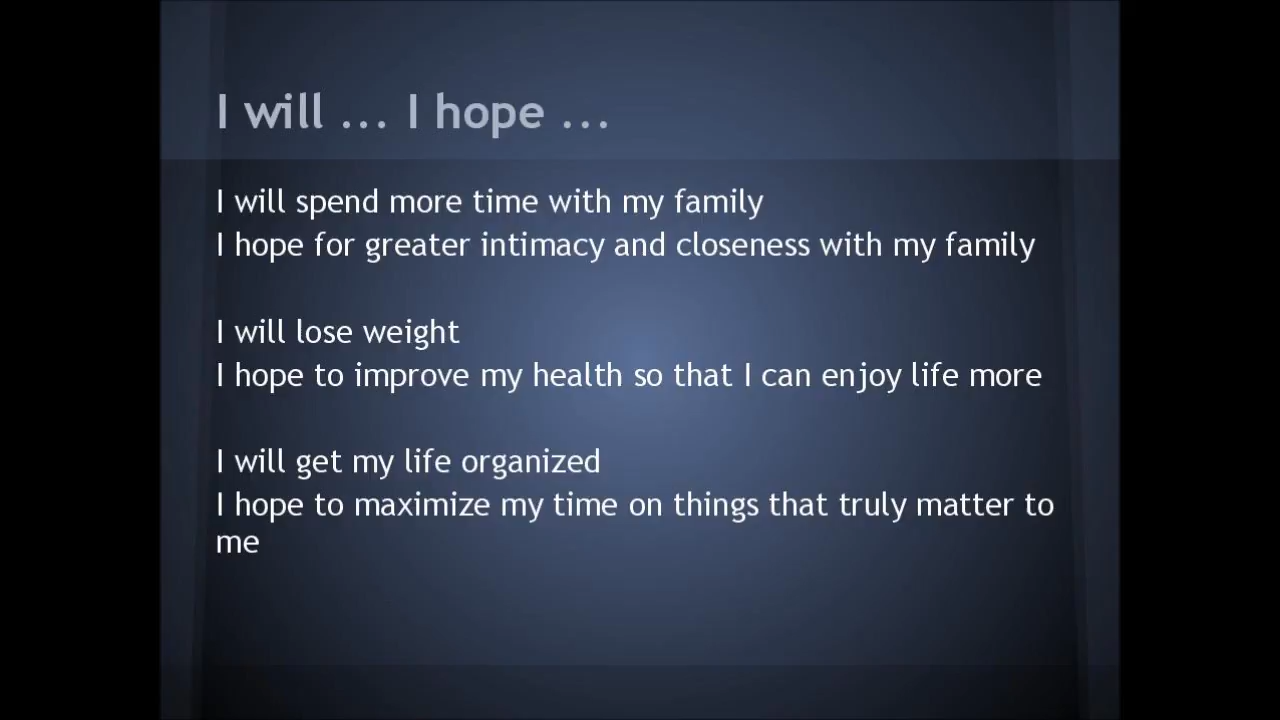 I will ... I hope ...
I will spend more time with my family
I hope for greater intimacy and closeness with my family
I will lose weight
I hope to improve my health so that I can enjoy life more
I will get my life organized
I hope to maximize my time on things that truly matter to
me